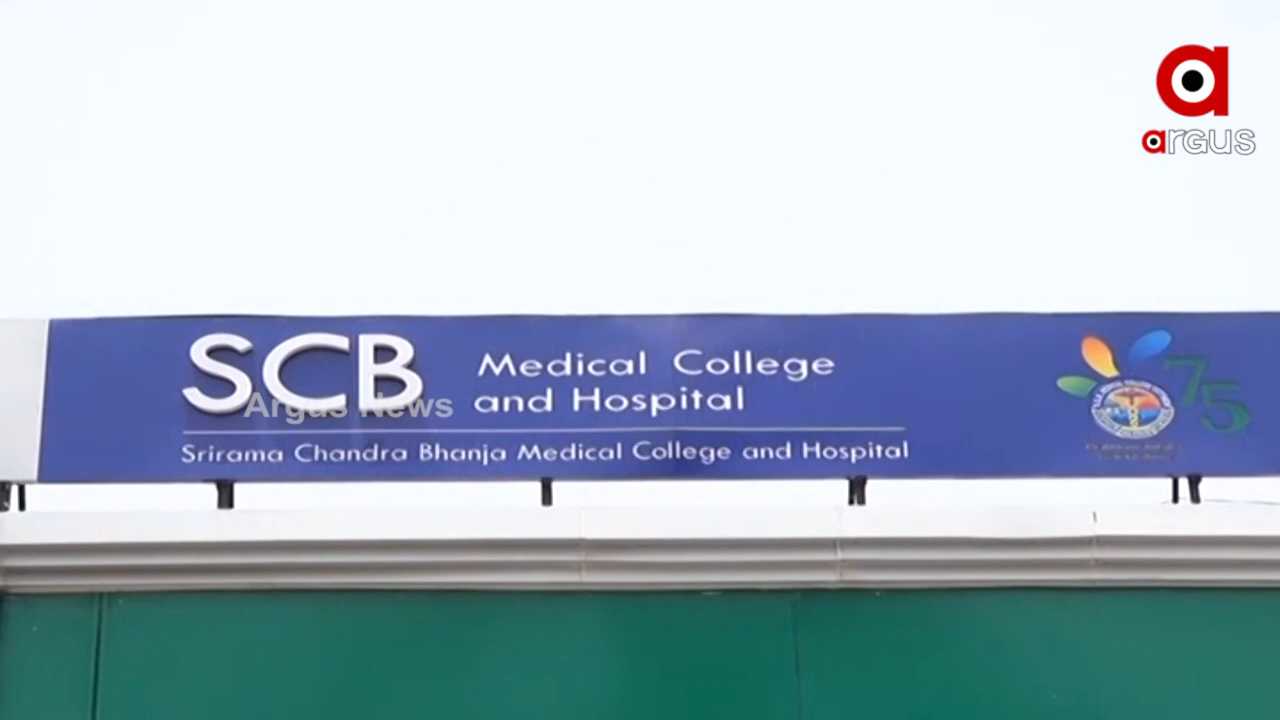 argus
SCB
Medical College
and Hospital
Argus News
Srirama Chandra Bhanja Medical College and Hospital
75